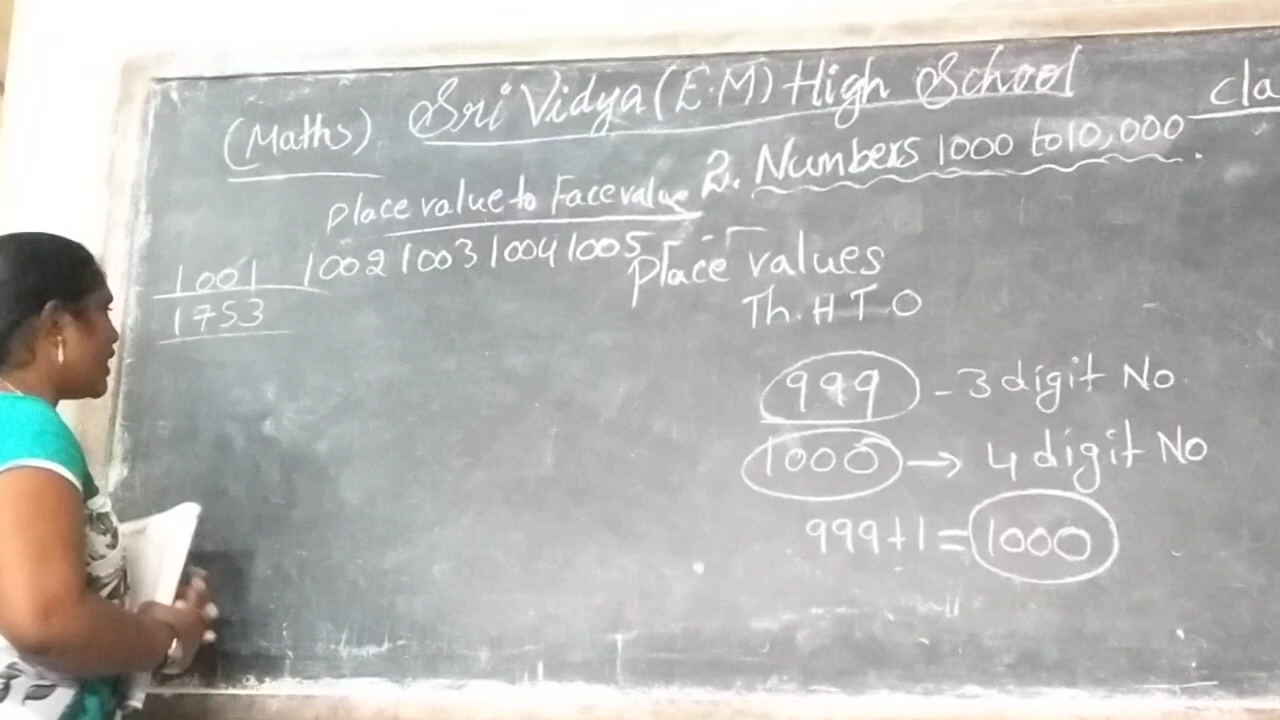 Sri Vidya (E.M) High School
(Maths)
2. Numbers 1000 to 10,000
Place value to Face value
1001 1002 1003 1004 1005
1753
Place values
Th. H T. O
999 - 3 digit No
1000 → 4 digit No
999+1=1000